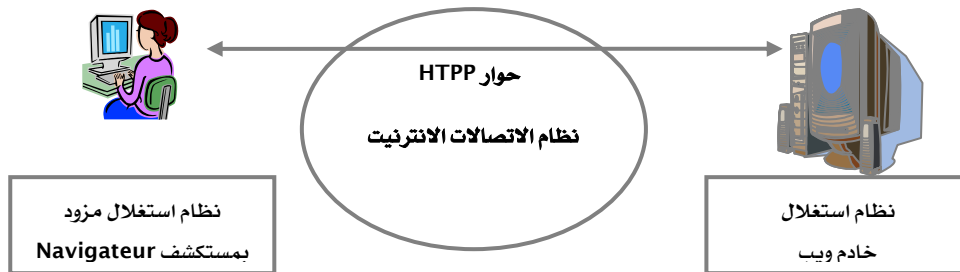 حوار HTPP
نظام الاتصالات الانترنيت
نظام استغلال
خادم ويب
نظام استغلال مزود
بمستكشف Navigateur